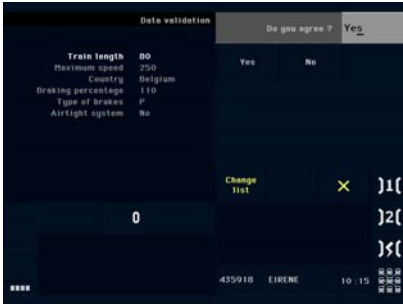 Data validation
Do you agree ? Yes
Train length 80
Maximum speed 250
Country Belgium
Braking percentage 110
Type of brakes P
Airtight system No
Yes No
Change
list
0
435918 EIRENE 10:15